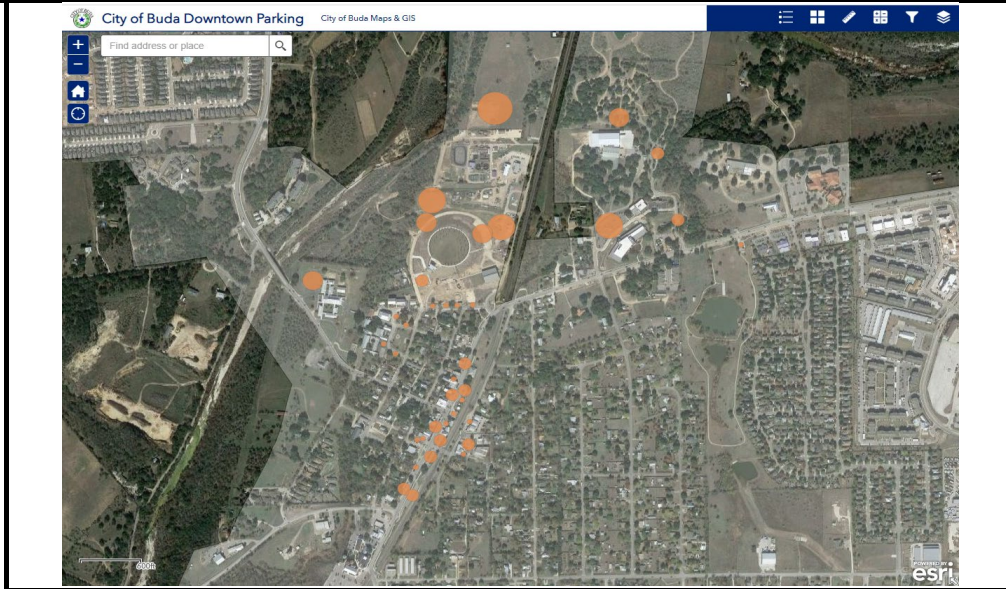 City of Buda Downtown Parking
City of Buda Maps & GIS
Find address or place
600ft
POWERED BY
esri